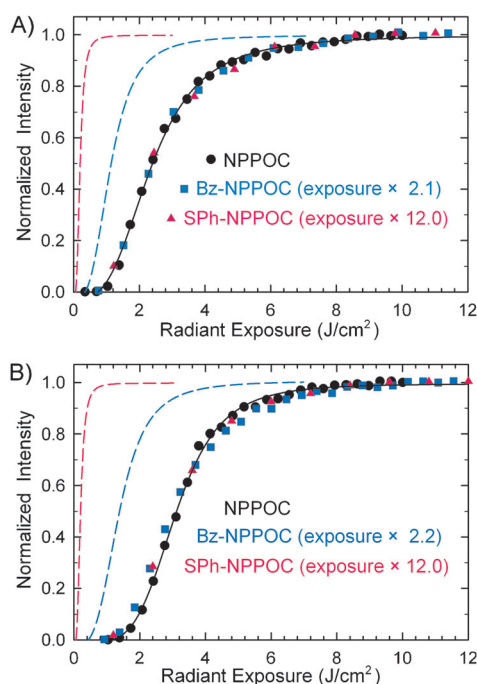 A)
1.0
0.8
0.6
0.4
0.2
0.0
Normalized Intensity
NPPOC
Bz-NPPOC (exposure × 2.1)
SPh-NPPOC (exposure × 12.0)
0 2 4 6 8 10 12
Radiant Exposure (J/cm²)
B)
1.0
0.8
0.6
0.4
0.2
0.0
Normalized Intensity
NPPOC
Bz-NPPOC (exposure × 2.2)
SPh-NPPOC (exposure × 12.0)
0 2 4 6 8 10 12
Radiant Exposure (J/cm²)